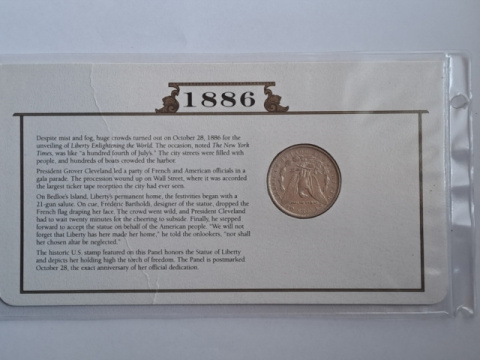 1886
Despite mist and fog, huge crowds turned out on October 28, 1886 for the
unveiling of Liberty Enlightening the World. The occasion, noted The New York
Times, was like "a hundred fourth of July's." The city streets were filled with
people, and hundreds of boats crowded the harbor.
President Grover Cleveland led a party of French and American officials in a
gala parade. The procession wound up on Wall Street, where it was accorded
the largest ticker tape reception the city had ever seen.
On Bedloe's Island, Liberty's permanent home, the festivities began with a
21-gun salute. On cue, Frederic Bartholdi, designer of the statue, dropped the
French flag draping her face. The crowd went wild, and President Cleveland
had to wait twenty minutes for the cheering to subside. Finally, he stepped
forward to accept the statue on behalf of the American people. "We will not
forget that Liberty has here made her home," he told the onlookers, "nor shall
her chosen altar be neglected."
The historic U.S. stamp featured on this Panel honors the Statue of Liberty
and depicts her holding high the torch of freedom. The Panel is postmarked
October 28, the exact anniversary of her official dedication.